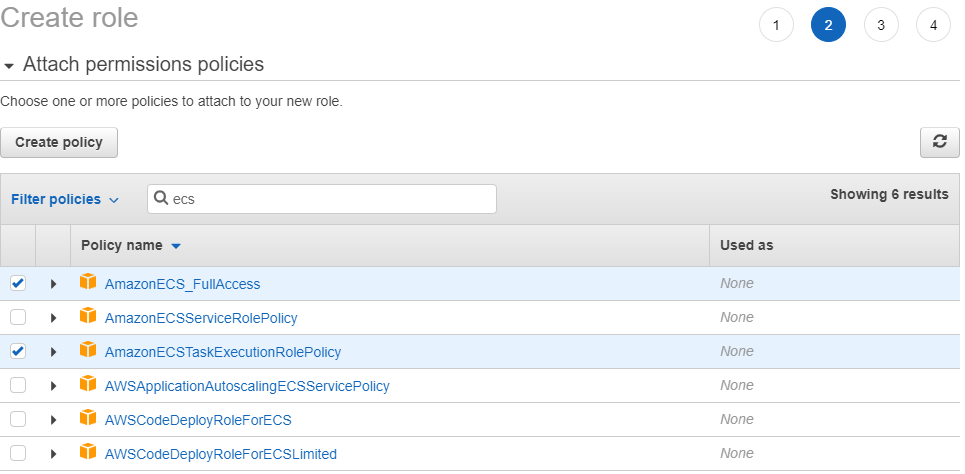 Create role
1 2 3 4
Attach permissions policies
Choose one or more policies to attach to your new role.
Create policy
Filter policies ecs Showing 6 results
Policy name Used as
AmazonECS_FullAccess None
AmazonECSServiceRolePolicy None
AmazonECSTaskExecutionRolePolicy None
AWSApplicationAutoscalingECSServicePolicy None
AWSCodeDeployRoleForECS None
AWSCodeDeployRoleForECSLimited None